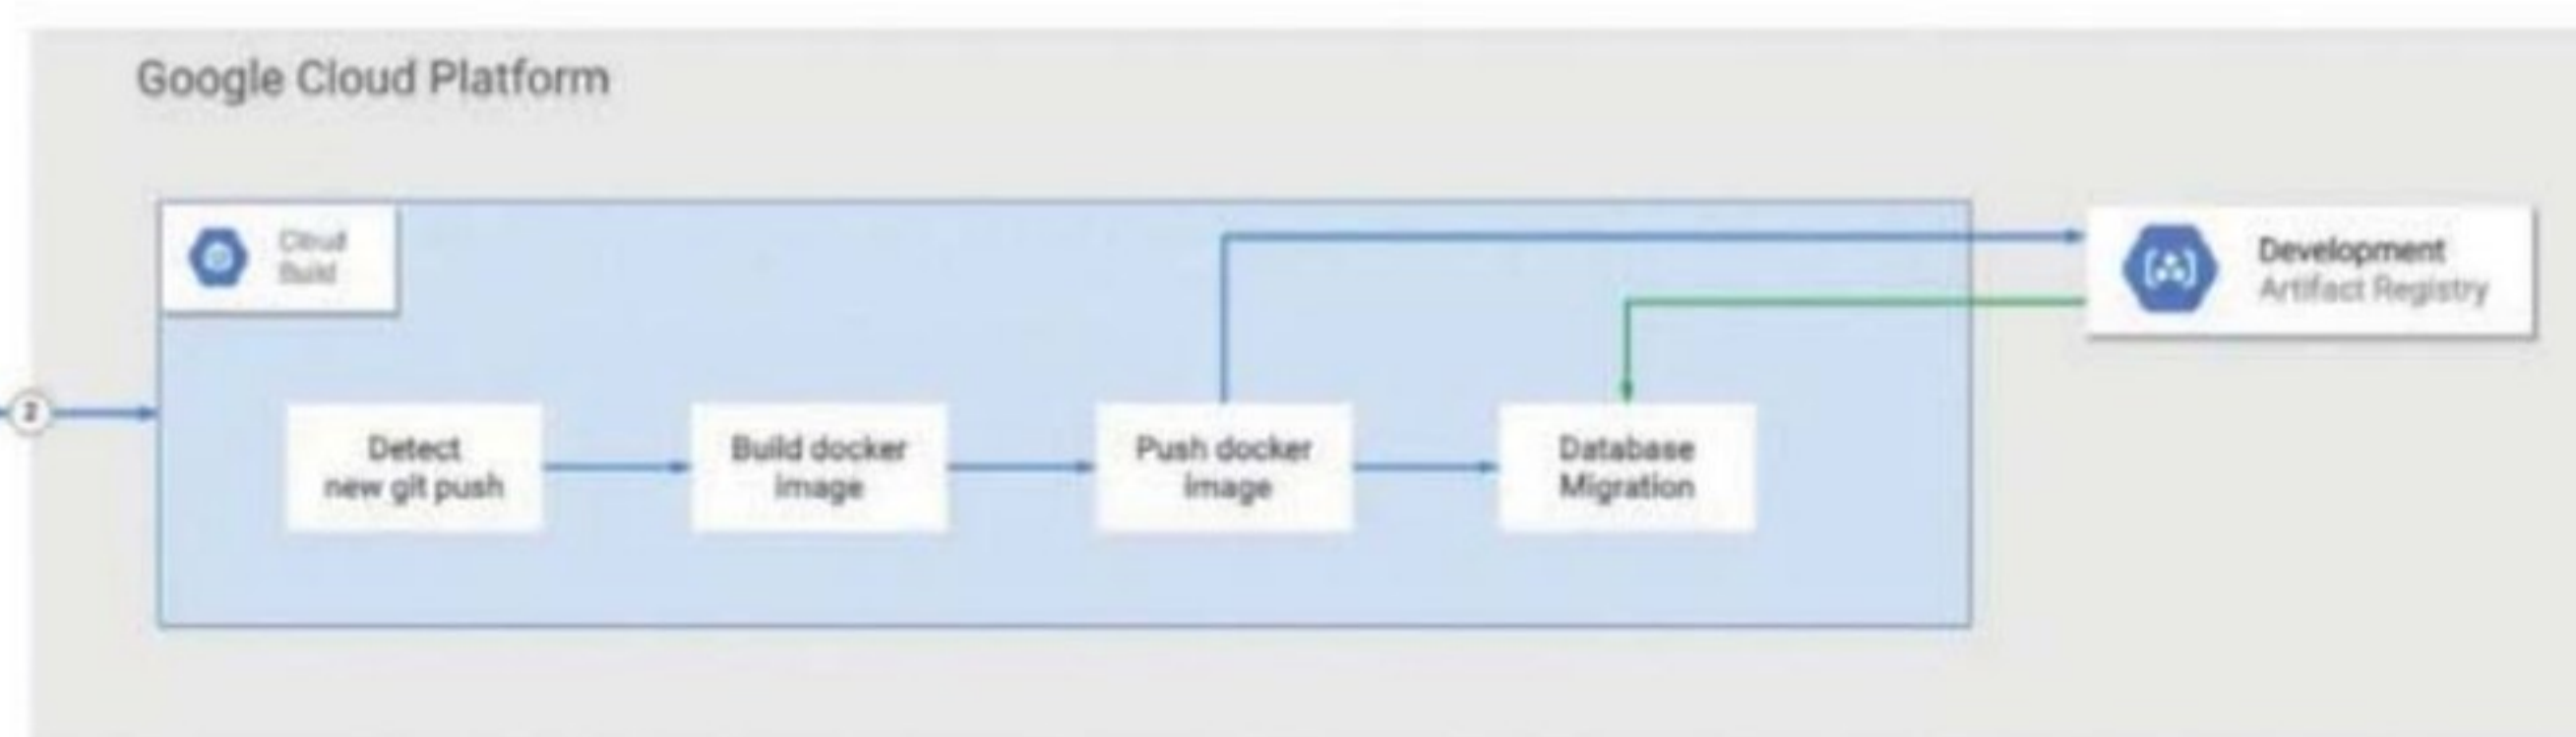 Google Cloud Platform
Cloud
Build
Development
Artifact Registry
2
Detect
new git push
Build docker
image
Push docker
image
Database
Migration